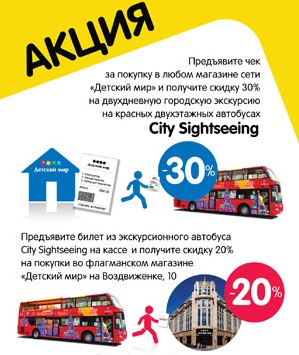 АКЦИЯ
Предъявите чек
за покупку в любом магазине сети
«Детский мир» и получите скидку 30%
на двухдневную городскую экскурсию
на красных двухэтажных автобусах
City Sightseeing
Детский мир
Детский мир
-30%
Предъявите билет из экскурсионного автобуса
City Sightseeing на кассе и получите скидку 20%
на покупки во флагманском магазине
«Детский мир» на Воздвиженке, 10
-20%